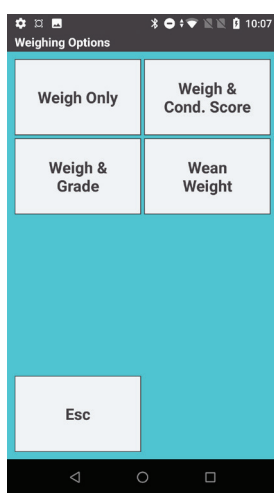 10:07
Weighing Options
Weigh Only
Weigh &
Cond. Score
Weigh &
Grade
Wean
Weight
Esc